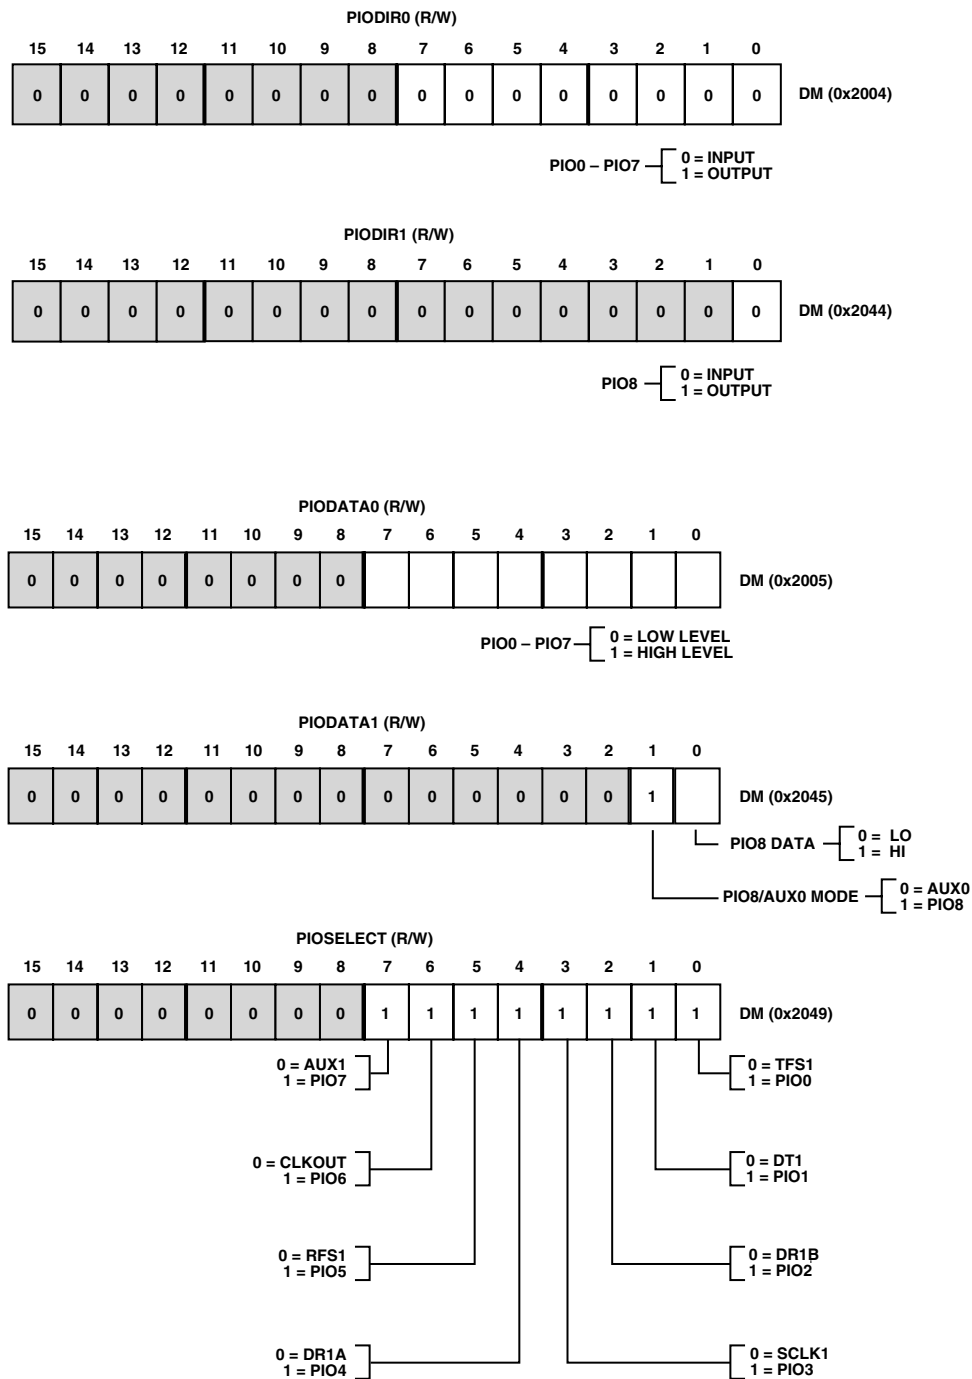 PIODIR0 (R/W)
15 14 13 12 11 10 9 8 7 6 5 4 3 2 1 0
0 0 0 0 0 0 0 0 0 0 0 0 0 0 0 0 DM (0x2004)
PIO0 – PIO7 0 = INPUT
1 = OUTPUT
PIODIR1 (R/W)
15 14 13 12 11 10 9 8 7 6 5 4 3 2 1 0
0 0 0 0 0 0 0 0 0 0 0 0 0 0 0 0 DM (0x2044)
PIO8 0 = INPUT
1 = OUTPUT
PIODATA0 (R/W)
15 14 13 12 11 10 9 8 7 6 5 4 3 2 1 0
0 0 0 0 0 0 0 0 DM (0x2005)
PIO0 – PIO7 0 = LOW LEVEL
1 = HIGH LEVEL
PIODATA1 (R/W)
15 14 13 12 11 10 9 8 7 6 5 4 3 2 1 0
0 0 0 0 0 0 0 0 0 0 0 0 0 0 1 DM (0x2045)
PIO8 DATA 0 = LO
1 = HI
PIO8/AUX0 MODE 0 = AUX0
1 = PIO8
PIOSELECT (R/W)
15 14 13 12 11 10 9 8 7 6 5 4 3 2 1 0
0 0 0 0 0 0 0 0 1 1 1 1 1 1 1 1 DM (0x2049)
0 = AUX1 0 = TFS1
1 = PIO7 1 = PIO0
0 = CLKOUT 0 = DT1
1 = PIO6 1 = PIO1
0 = RFS1 0 = DR1B
1 = PIO5 1 = PIO2
0 = DR1A 0 = SCLK1
1 = PIO4 1 = PIO3